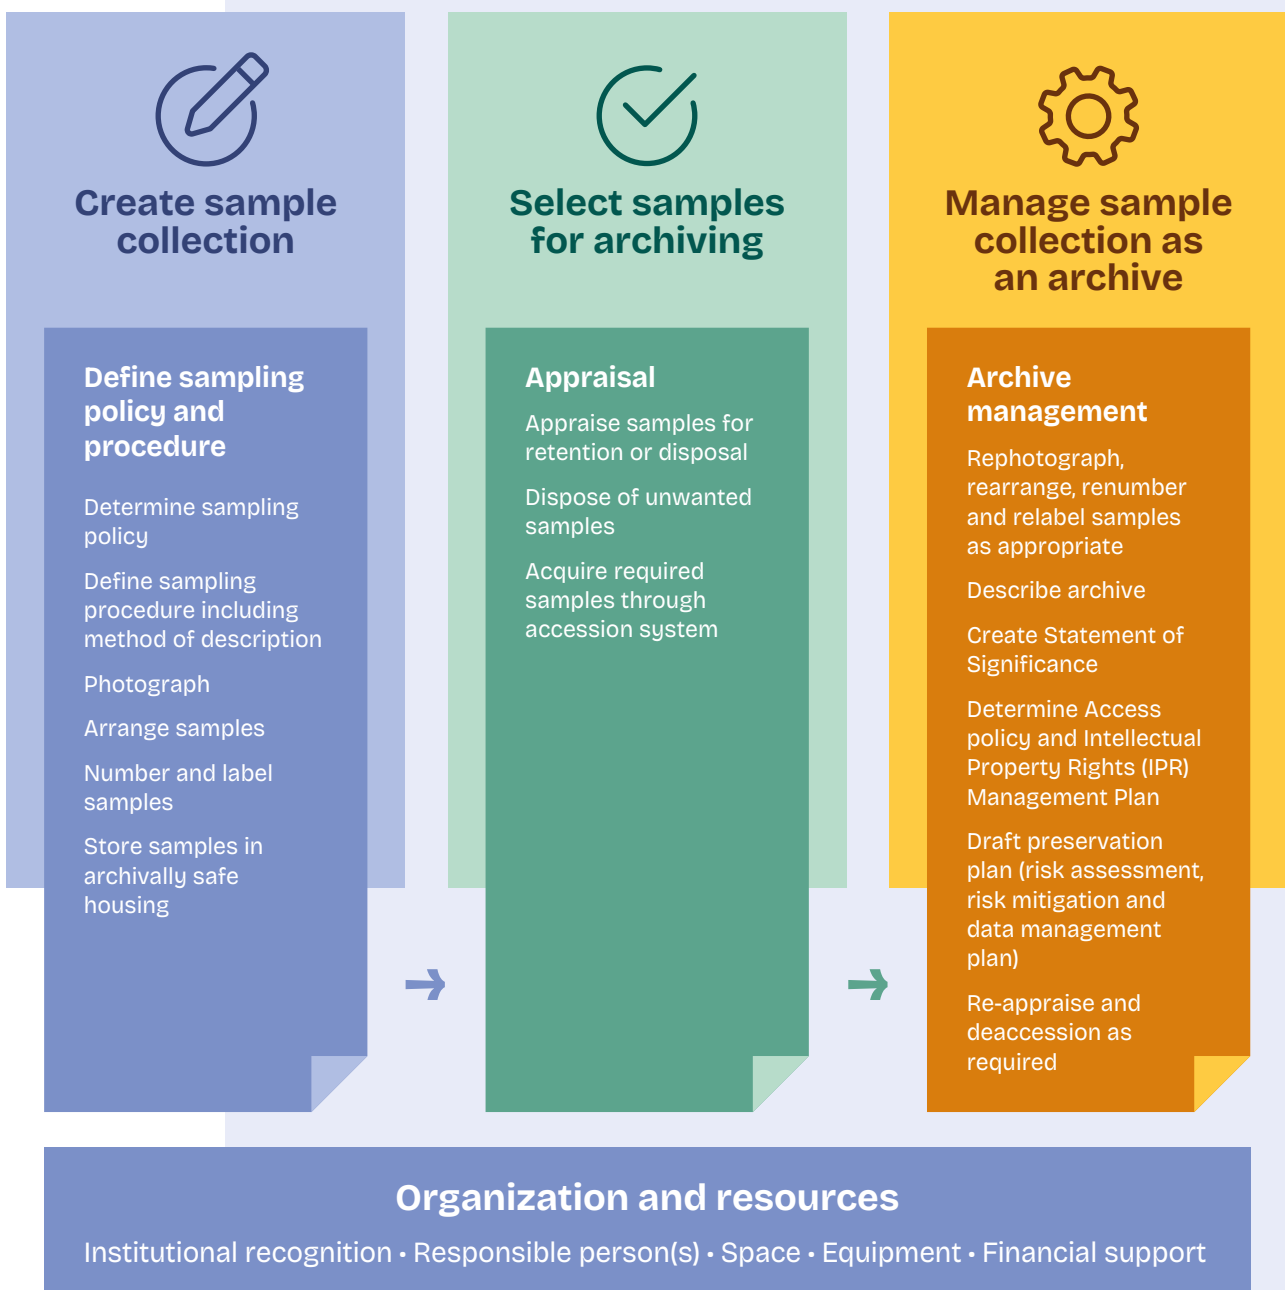 Create sample
collection
Define sampling
policy and
procedure
Determine sampling
policy
Define sampling
procedure including
method of description
Photograph
Arrange samples
Number and label
samples
Store samples in
archivally safe
housing
Select samples
for archiving
Appraisal
Appraise samples for
retention or disposal
Dispose of unwanted
samples
Acquire required
samples through
accession system
Manage sample
collection as
an archive
Archive
management
Rephotograph,
rearrange, renumber
and relabel samples
as appropriate
Describe archive
Create Statement of
Significance
Determine Access
policy and Intellectual
Property Rights (IPR)
Management Plan
Draft preservation
plan (risk assessment,
risk mitigation and
data management
plan)
Re-appraise and
deaccession as
required
Organization and resources
Institutional recognition • Responsible person(s) • Space • Equipment • Financial support